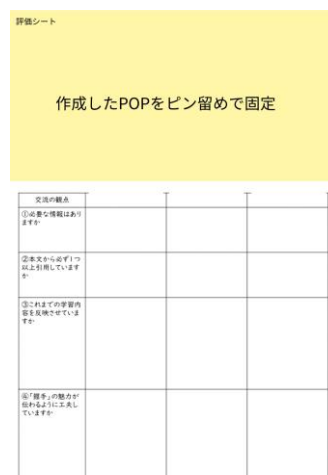 評価シート
作成したPOPをピン留めで固定
交流の観点
①必要な情報はあり
ますか
②本文から必ず1つ
以上引用しています
か
③これまでの学習内
容を反映させていま
すか
④「握手」の魅力が
伝わるように工夫し
ていますか